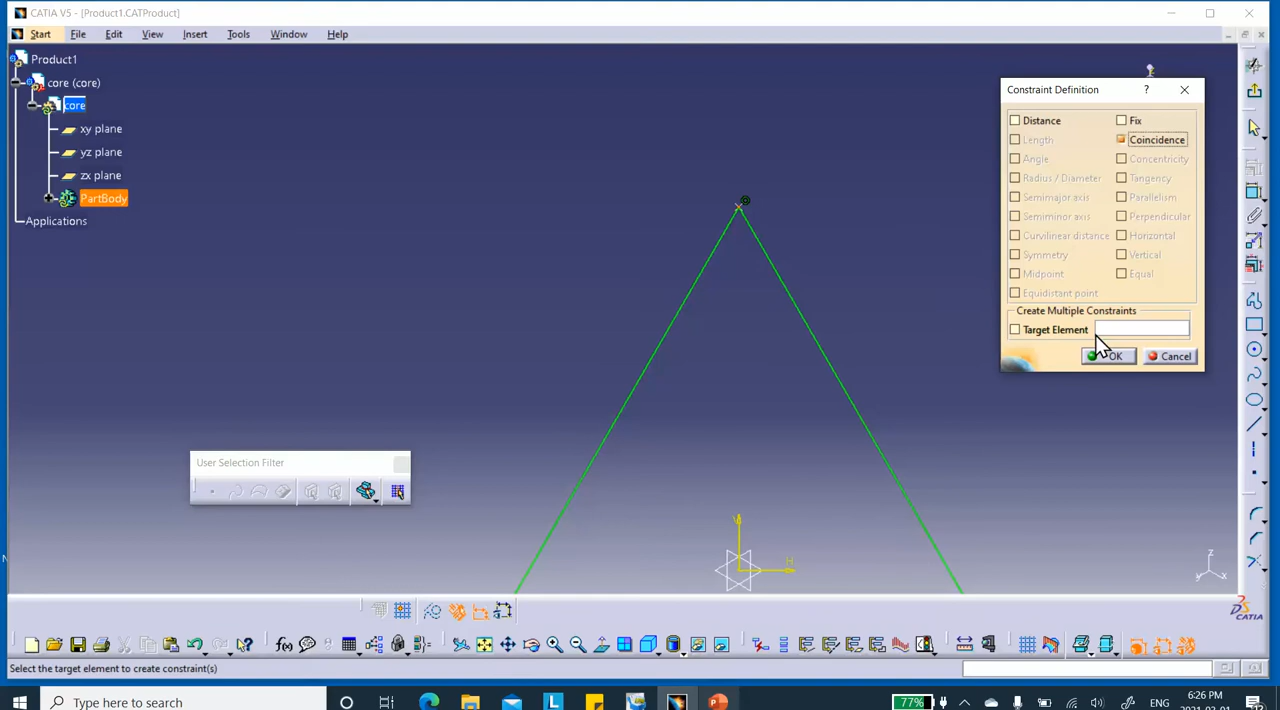 CATIA V5 - [Product1.CATProduct]
Start File Edit View Insert Tools Window Help
Product1
core (core)
core
xy plane
yz plane
zx plane
PartBody
Applications
Constraint Definition ?
Distance Fix
Length Coincidence
Angle Concentricity
Radius / Diameter Tangency
Semimajor axis Parallelism
Semiminor axis Perpendicular
Curvilinear distance Horizontal
Symmetry Vertical
Midpoint Equal
Equidistant point
Create Multiple Constraints
Target Element
OK Cancel
User Selection Filter
V
H
z
y x
CATIA
Select the target element to create constraint(s)
Type here to search
77%
ENG
6:26 PM